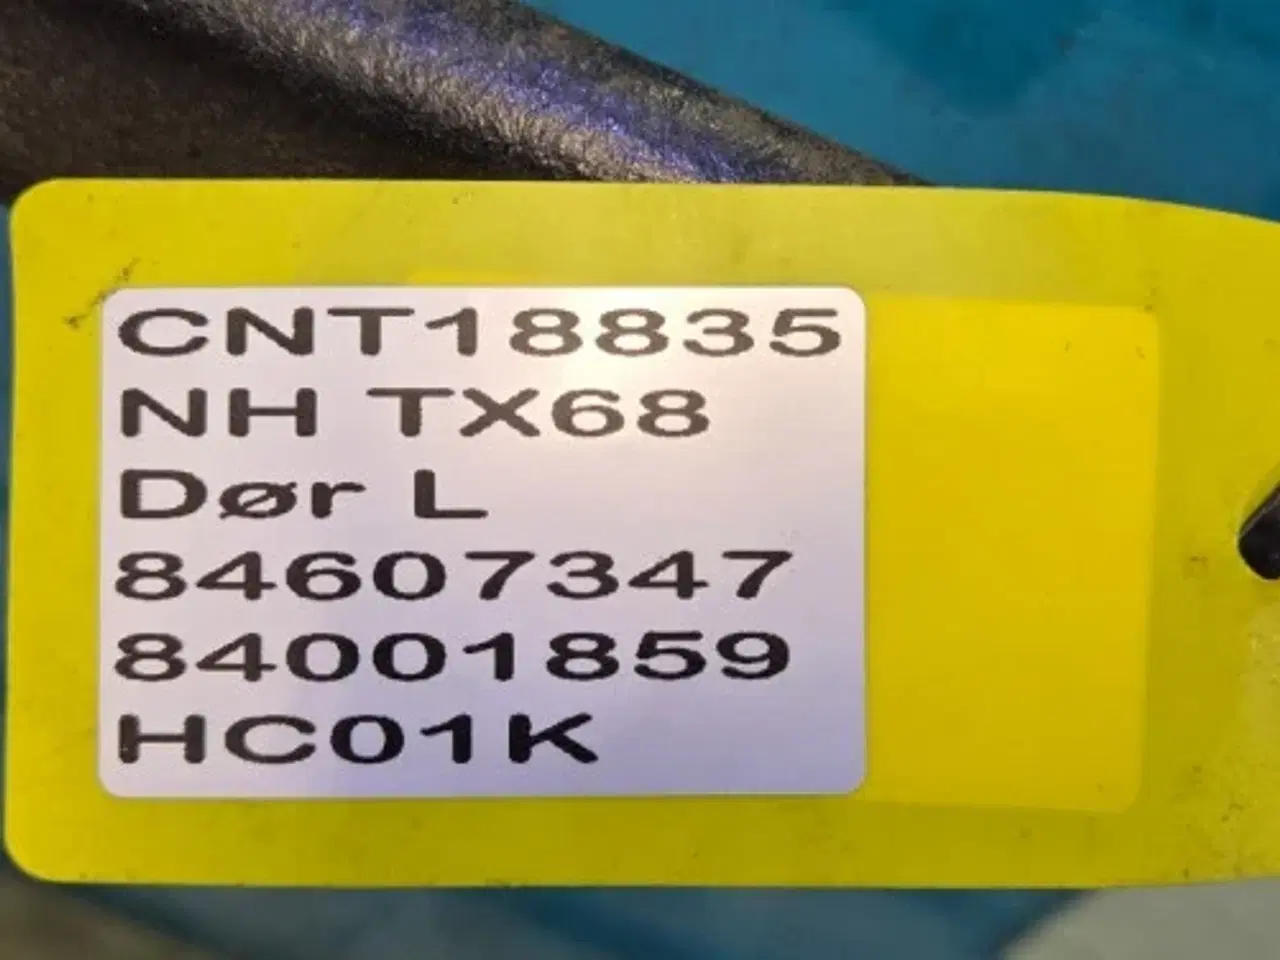 CNT18835
NH TX68
Dør L
84607347
84001859
HC01K